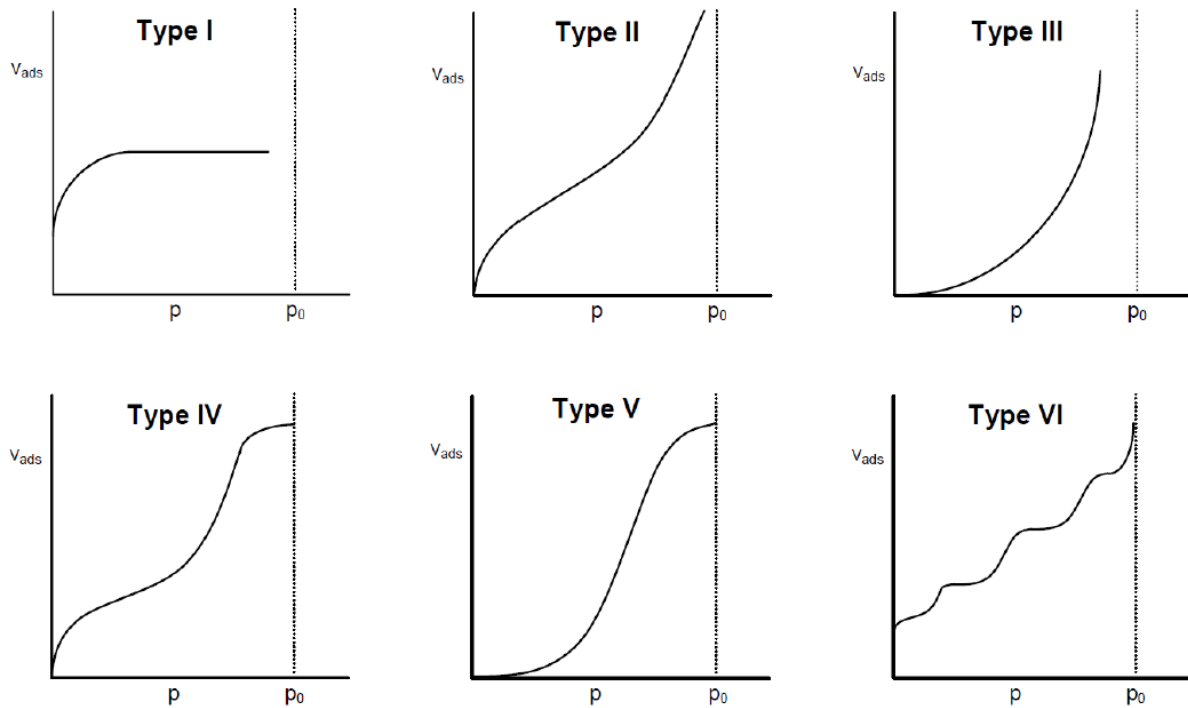 Type I
Vads
p
p0
Type II
Vads
p
p0
Type III
Vads
p
p0
Type IV
Vads
p
p0
Type V
Vads
p
p0
Type VI
Vads
p
p0